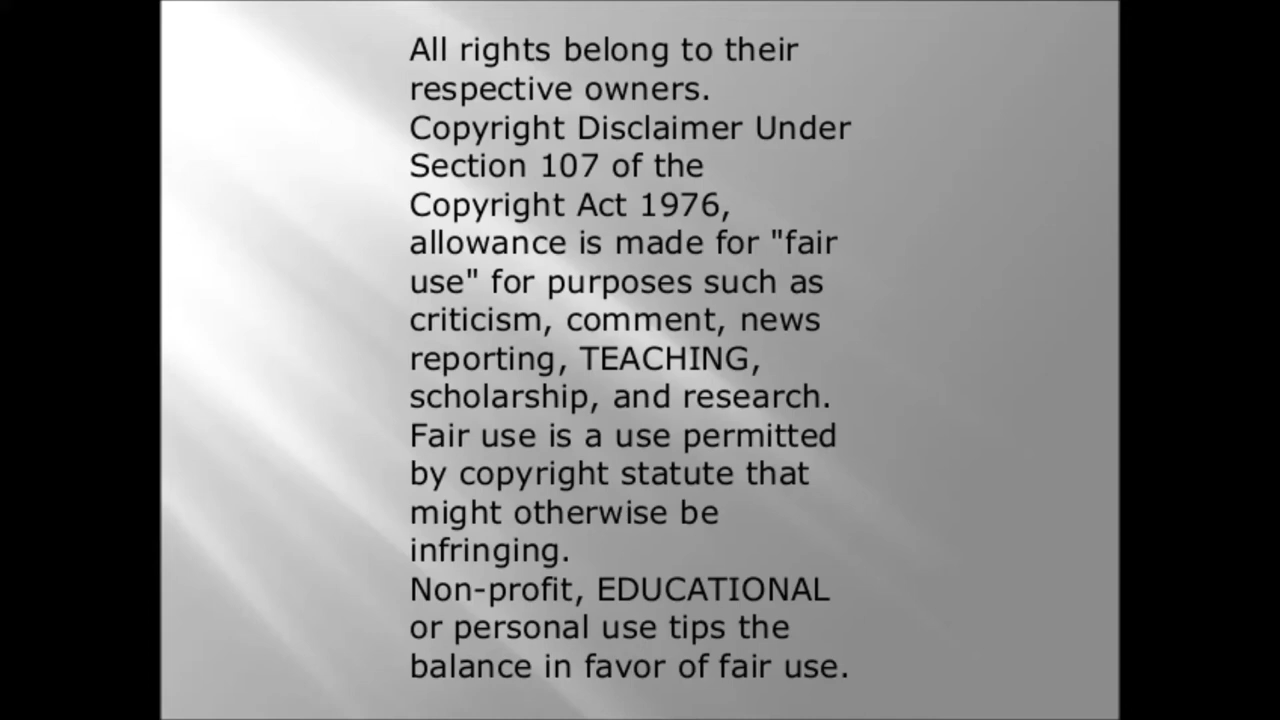 All rights belong to their
respective owners.
Copyright Disclaimer Under
Section 107 of the
Copyright Act 1976,
allowance is made for "fair
use" for purposes such as
criticism, comment, news
reporting, TEACHING,
scholarship, and research.
Fair use is a use permitted
by copyright statute that
might otherwise be
infringing.
Non-profit, EDUCATIONAL
or personal use tips the
balance in favor of fair use.